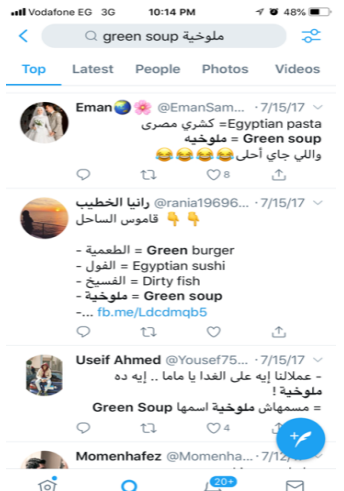 Vodafone EG 3G 10:14 PM 48%
green soup ملوخية
Top Latest People Photos Videos
Eman @EmanSam... · 7/15/17
Egyptian pasta= كشري مصرى
Green soup = ملوخيه
واللي جاي أحلى😂😂😂😂
8
رانيا الخطيب @rania19696... · 7/15/17
قاموس الساحل 👇 👇
- الطعمية = Green burger
- الفول = Egyptian sushi
- الفسيخ = Dirty fish
- ملوخية = Green soup
-... fb.me/Ldcdmqb5
Useif Ahmed @Yousef75... · 7/15/17
- عملالنا إيه على الغدا يا ماما .. إيه ده
ملوخية !
= مسمهاش ملوخية اسمها Green Soup
4
Momenhafez @Momenha... · 7/12/17
20+